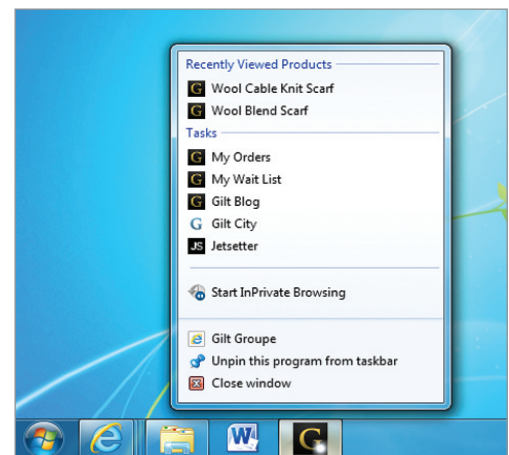 Recently Viewed Products
G Wool Cable Knit Scarf
G Wool Blend Scarf
Tasks
G My Orders
G My Wait List
G Gilt Blog
G Gilt City
JS Jetsetter
Start InPrivate Browsing
Gilt Groupe
Unpin this program from taskbar
Close window
W G